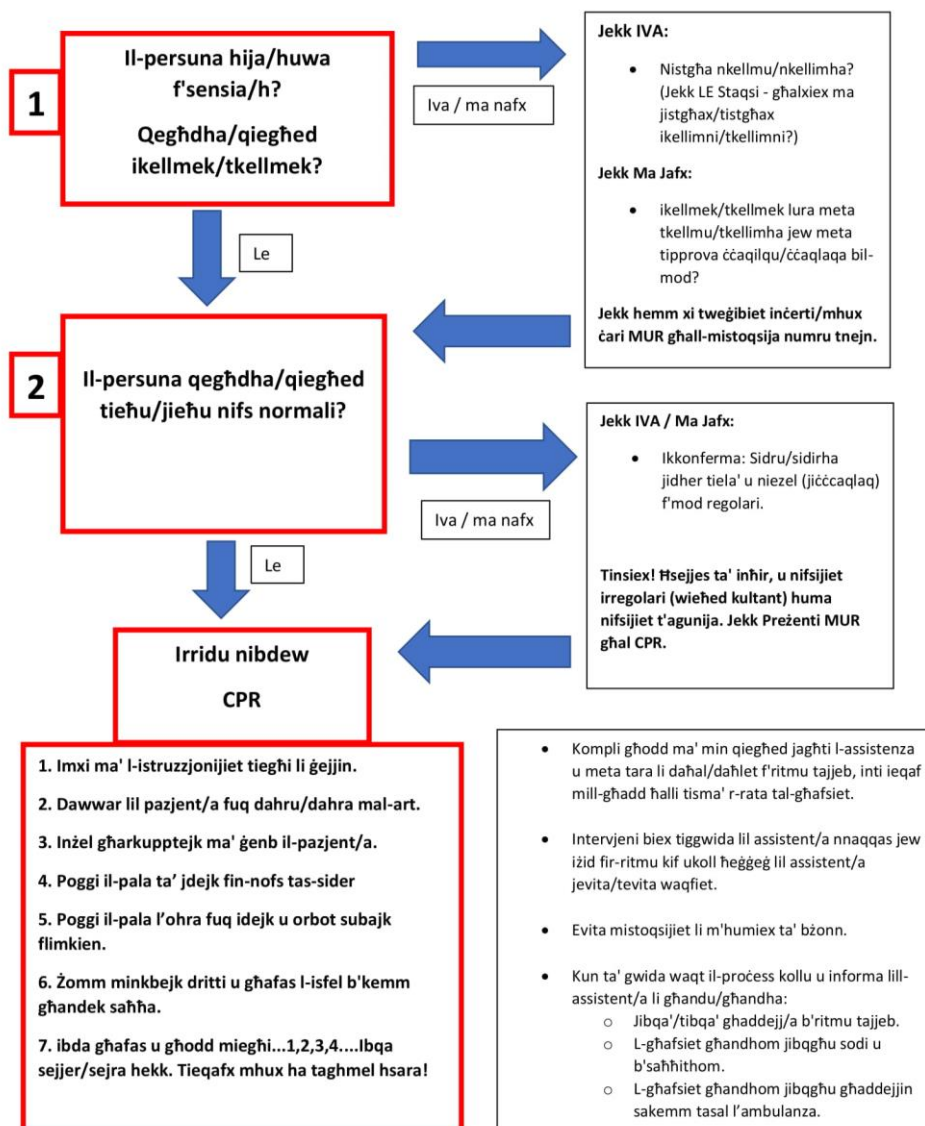 1
Il-persuna hija/huwa
f'sensia/h?
Qegħdha/qiegħed
ikellmek/tkellmek?
Iva / ma nafx
Jekk IVA:
• Nistgħa nkellmu/nkellimha?
(Jekk LE Staqsi - għalxiex ma
jistgħax/tistgħax
ikellimni/tkellimni?)
Jekk Ma Jafx:
• ikellmek/tkellmek lura meta
tkellmu/tkellimha jew meta
tipprova ċċaqilqu/ċċaqlaqa bil-
mod?
Jekk hemm xi tweġibiet inċerti/mhux
ċari MUR għall-mistoqsija numru tnejn.
Le
2
Il-persuna qegħdha/qiegħed
tieħu/jieħu nifs normali?
Iva / ma nafx
Jekk IVA / Ma Jafx:
• Ikkonferma: Sidru/sidirha
jidher tiela' u niezel (jiċċcaqlaq)
f'mod regolari.
Tinsiex! Ħsejjes ta' inħir, u nifsijiet
irregolari (wieħed kultant) huma
nifsijiet t'agunija. Jekk Preżenti MUR
għal CPR.
Le
Irridu nibdew
CPR
1. Imxi ma' l-istruzzjonijiet tiegħi li ġejjin.
2. Dawwar lil pazjent/a fuq dahru/dahra mal-art.
3. Inżel għarkupptejk ma' ġenb il-pazjent/a.
4. Poggi il-pala ta’ jdejk fin-nofs tas-sider
5. Poggi il-pala l’ohra fuq idejk u orbot subajk
flimkien.
6. Żomm minkbejk dritti u għafas l-isfel b'kemm
għandek saħħa.
7. ibda għafas u għodd miegħi...1,2,3,4....Ibqa
sejjer/sejra hekk. Tieqafx mhux ha taghmel hsara!
• Kompli għodd ma' min qiegħed jagħti l-assistenza
u meta tara li daħal/daħlet f'ritmu tajjeb, inti ieqaf
mill-għadd ħalli tisma' r-rata tal-għafsiet.
• Intervjeni biex tiggwida lil assistent/a nnaqqas jew
iżid fir-ritmu kif ukoll ħeġġeġ lil assistent/a
jevita/tevita waqfiet.
• Evita mistoqsijiet li m'humiex ta' bżonn.
• Kun ta' gwida waqt il-proċess kollu u informa lill-
assistent/a li għandu/għandha:
o Jibqa'/tibqa' ghaddejj/a b'ritmu tajjeb.
o L-għafsiet għandhom jibqgħu sodi u
b'saħħithom.
o L-għafsiet għandhom jibqgħu għaddejjin
sakemm tasal l’ambulanza.